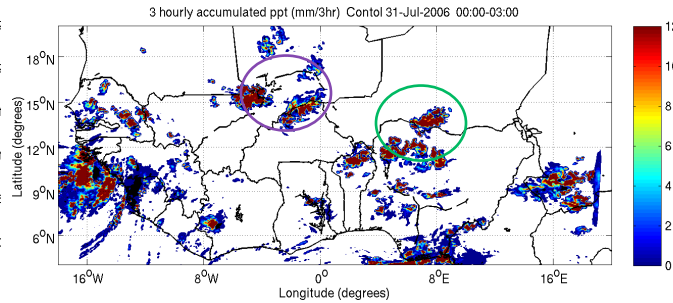 3 hourly accumulated ppt (mm/3hr) Contol 31-Jul-2006 00:00-03:00
18°N
15°N
12°N
9°N
6°N
Latitude (degrees)
16°W
8°W
0°
8°E
16°E
Longitude (degrees)
12
10
8
6
4
2
0